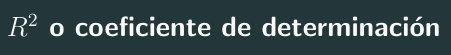 R² o coeficiente de determinación